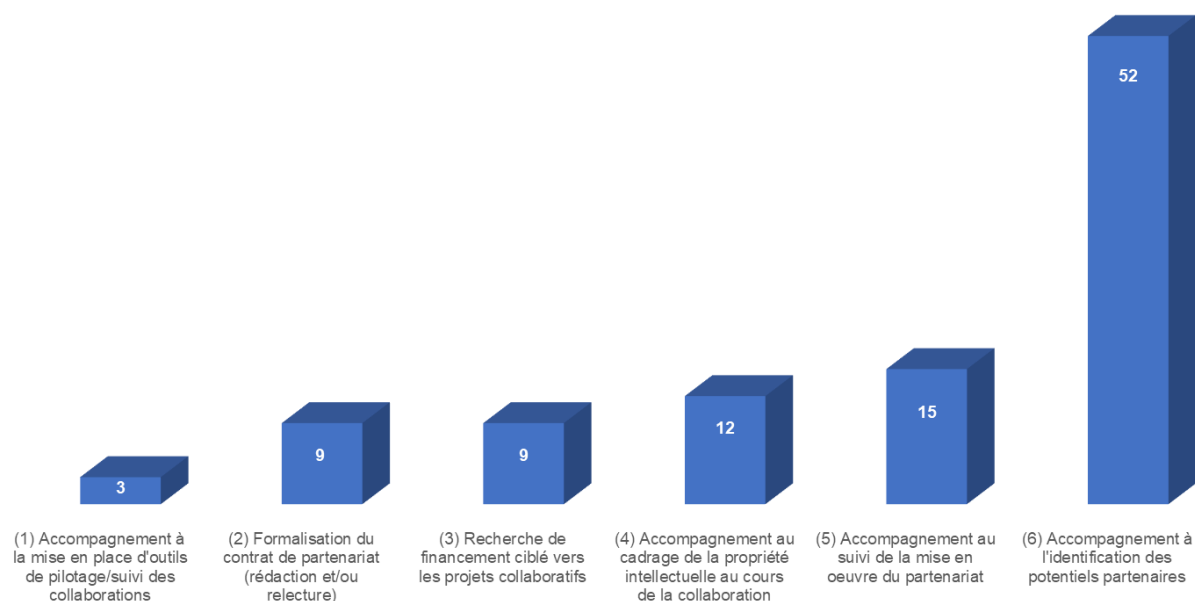 52
15
12
9
9
3
(1) Accompagnement à
la mise en place d'outils
de pilotage/suivi des
collaborations
(2) Formalisation du
contrat de partenariat
(rédaction et/ou
relecture)
(3) Recherche de
financement ciblé vers
les projets collaboratifs
(4) Accompagnement au
cadrage de la propriété
intellectuelle au cours
de la collaboration
(5) Accompagnement au
suivi de la mise en
oeuvre du partenariat
(6) Accompagnement à
l'identification des
potentiels partenaires